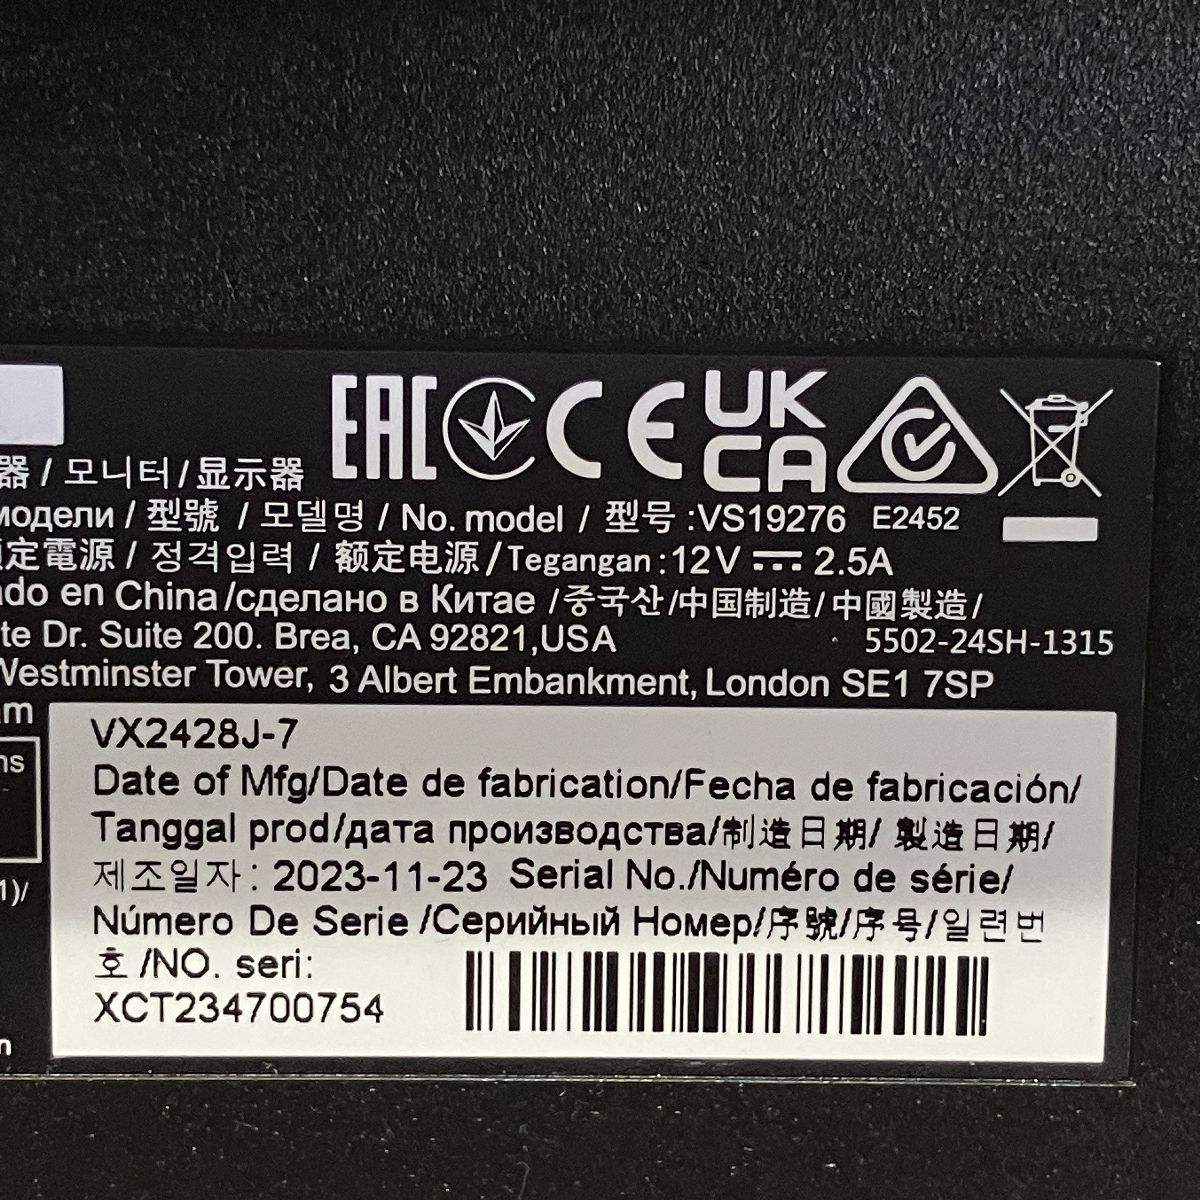 EAC CE UK CA
器 / 모니터 / 显示器
модели / 型號 / 모델명 / No. model / 型号 :VS19276 E2452
定電源 / 정격입력 / 额定电源 / Tegangan : 12V ⎓ 2.5A
do en China /сделано в Китае /중국산/中国制造/中國製造/
te Dr. Suite 200. Brea, CA 92821,USA 5502-24SH-1315
Westminster Tower, 3 Albert Embankment, London SE1 7SP
VX2428J-7
Date of Mfg/Date de fabrication/Fecha de fabricación/
Tanggal prod/дата производства/制造日期/ 製造日期/
제조일자 : 2023-11-23 Serial No./Numéro de série/
Número De Serie /Серийный Номер/序號/序号/일련번
호 /NO. seri:
XCT234700754